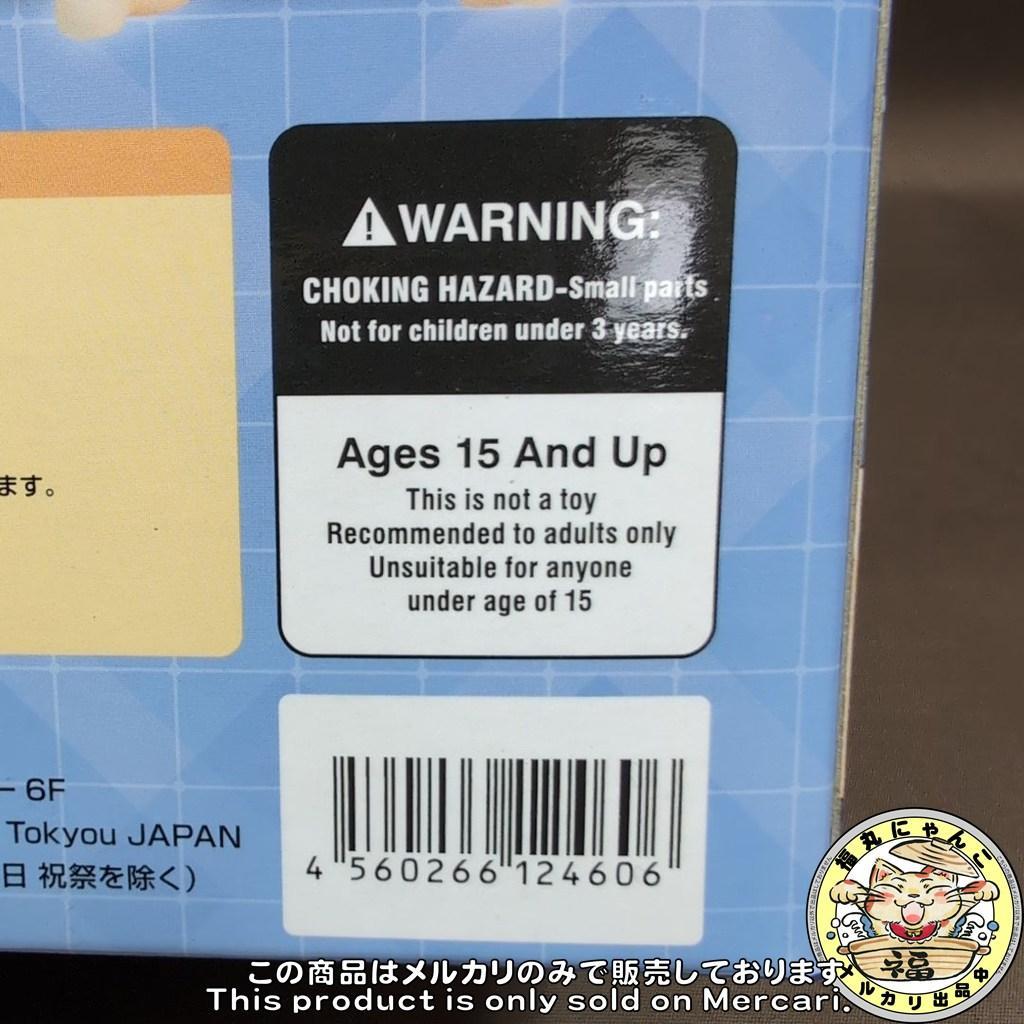 WARNING:
CHOKING HAZARD-Small parts
Not for children under 3 years.
Ages 15 And Up
This is not a toy
Recommended to adults only
Unsuitable for anyone
under age of 15
ます。
4 560266 124606
– 6F
Tokyou JAPAN
日 祝祭を除く)
福丸にゃんこ
福
メルカリ出品中
この商品はメルカリのみで販売しております。
This product is only sold on Mercari.